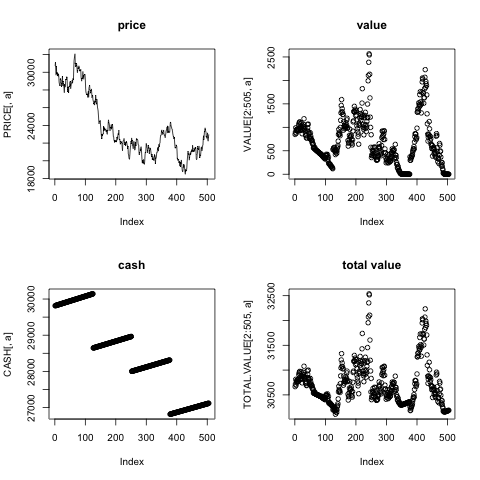 price
PRICE[, a]
18000 24000 30000
0 100 200 300 400 500
Index
value
VALUE[2:505, a]
0 500 1500 2500
0 100 200 300 400 500
Index
cash
CASH[, a]
27000 28000 29000 30000
0 100 200 300 400 500
Index
total value
TOTAL.VALUE[2:505, a]
30500 31500 32500
0 100 200 300 400 500
Index